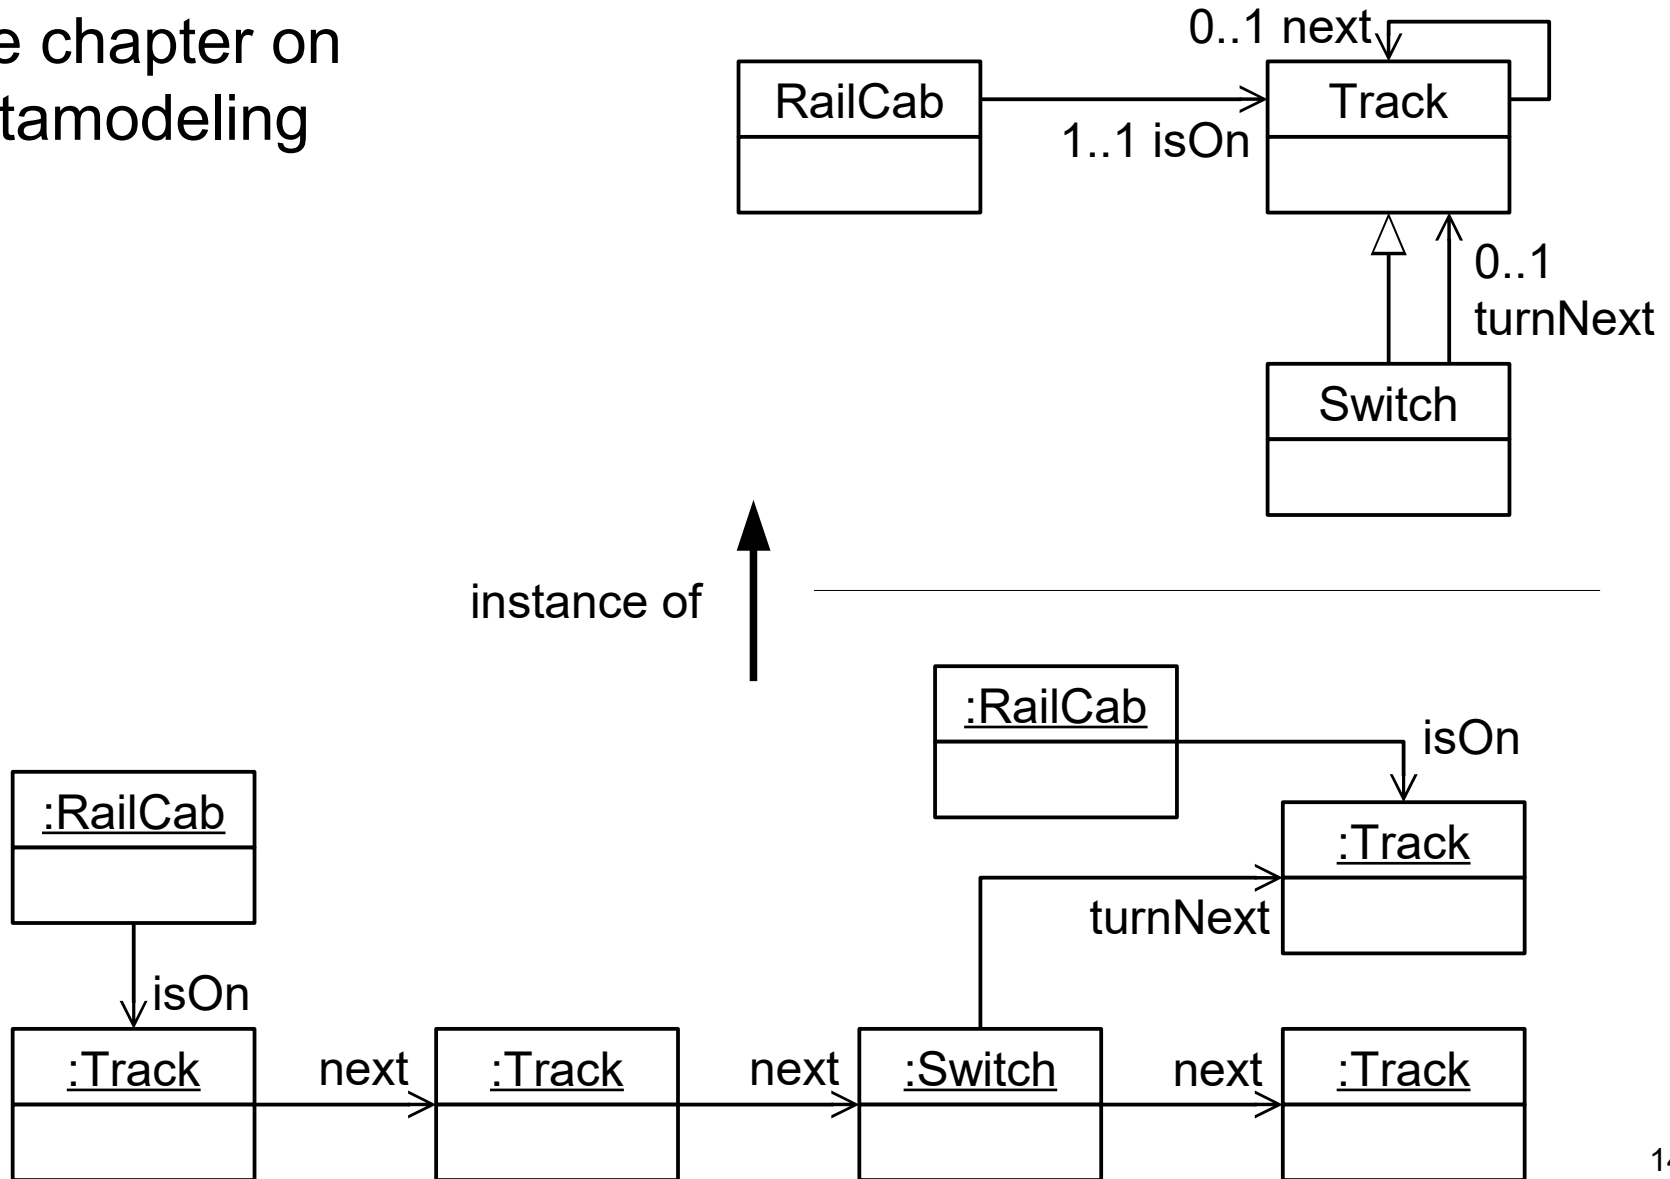 e chapter on
tamodeling
0..1 next
RailCab
Track
1..1 isOn
0..1
turnNext
Switch
instance of
:RailCab
isOn
:RailCab
:Track
turnNext
isOn
:Track
next
:Track
next
:Switch
next
:Track
14